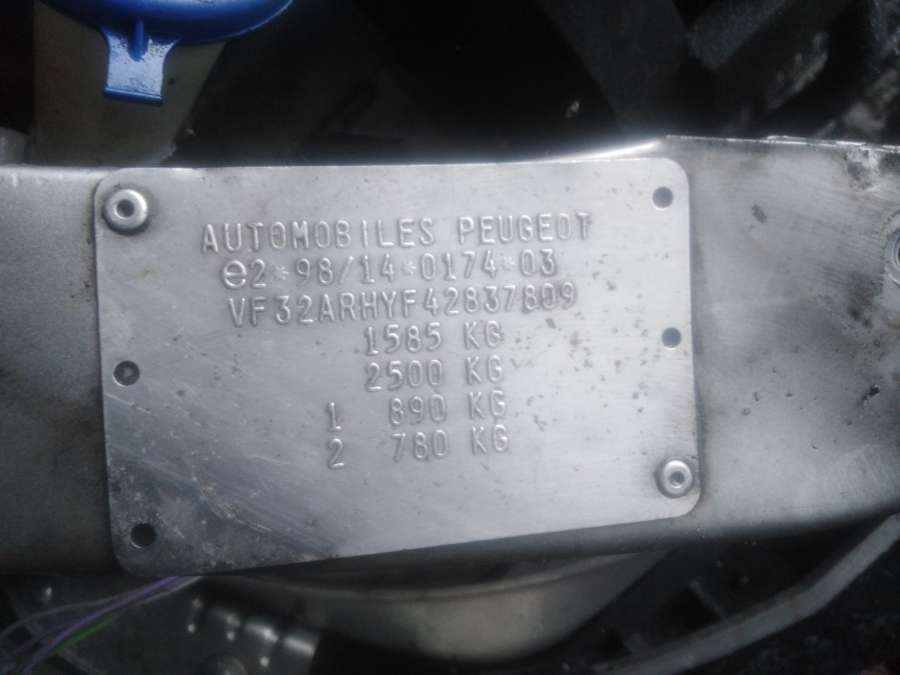 AUTOMOBILES PEUGEOT
e2*98/14*0174*03
VF32ARHYF42837809
1585 KG
2500 KG
1 890 KG
2 780 KG